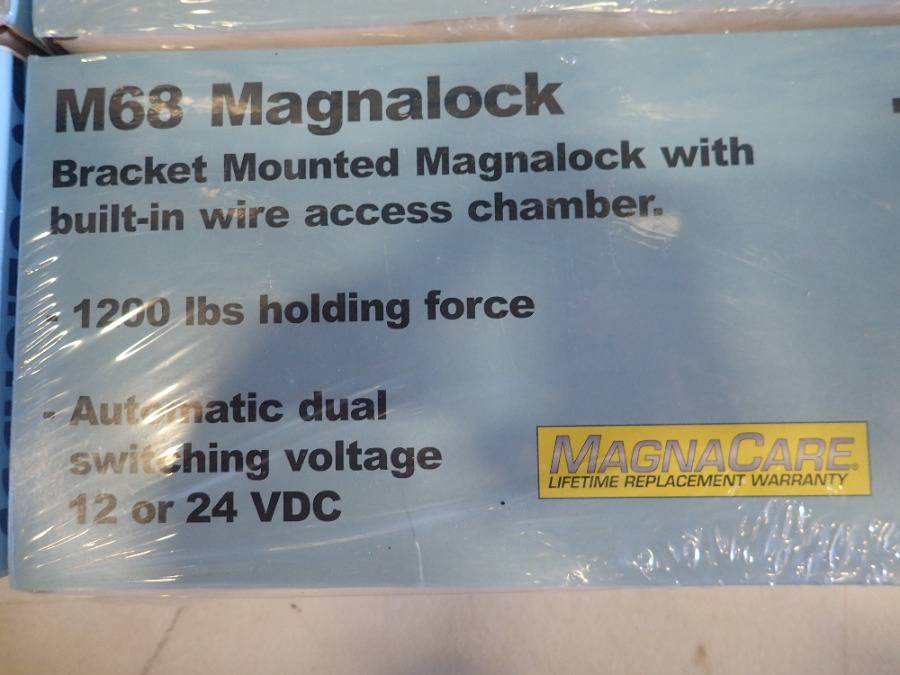 M68 Magnalock
Bracket Mounted Magnalock with
built-in wire access chamber.
- 1200 lbs holding force
- Automatic dual
switching voltage
12 or 24 VDC
MAGNACARE®
LIFETIME REPLACEMENT WARRANTY